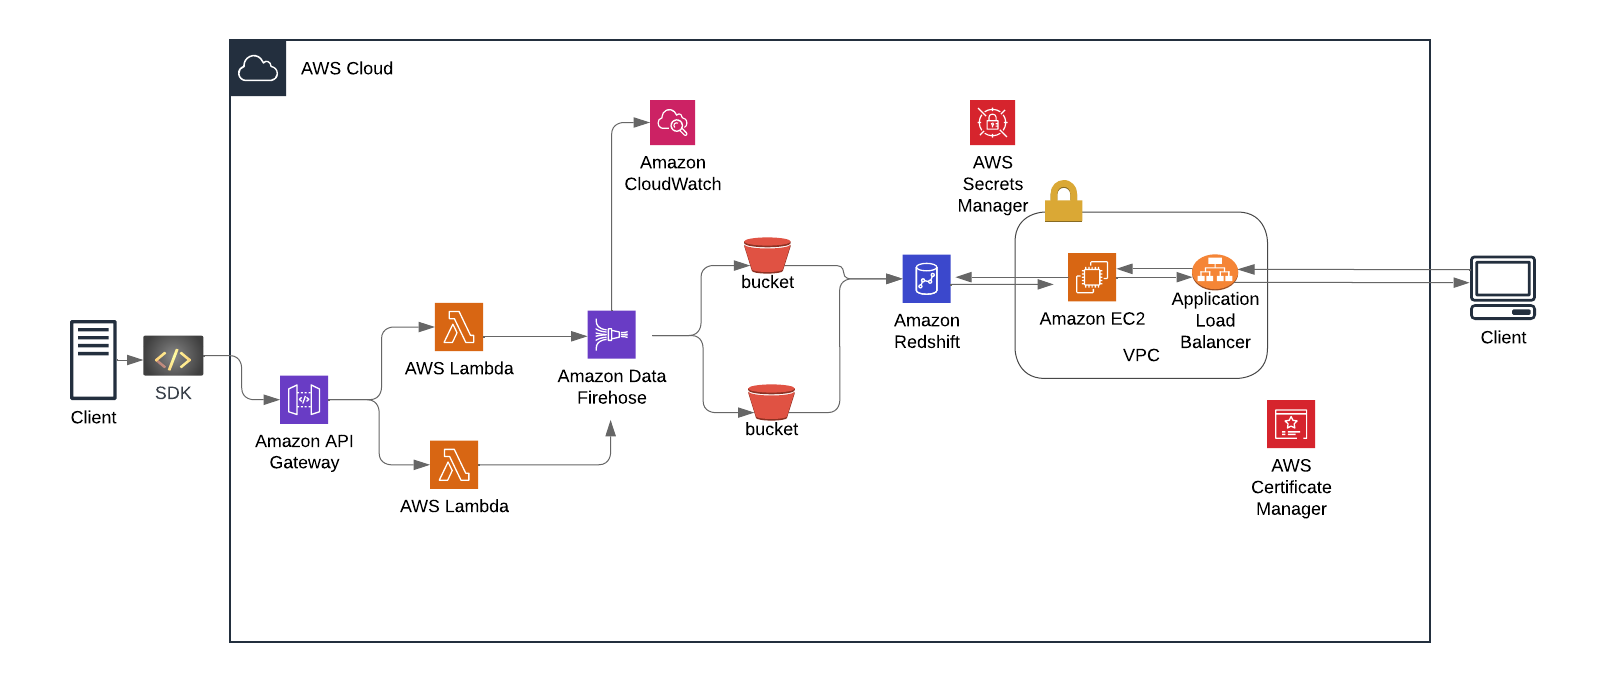 AWS Cloud
Amazon
CloudWatch
AWS
Secrets
Manager
bucket
Amazon
Redshift
Amazon EC2
Application
Load
Balancer
VPC
Client
AWS Lambda
Amazon Data
Firehose
</>
SDK
Client
Amazon API
Gateway
bucket
AWS Lambda
AWS
Certificate
Manager